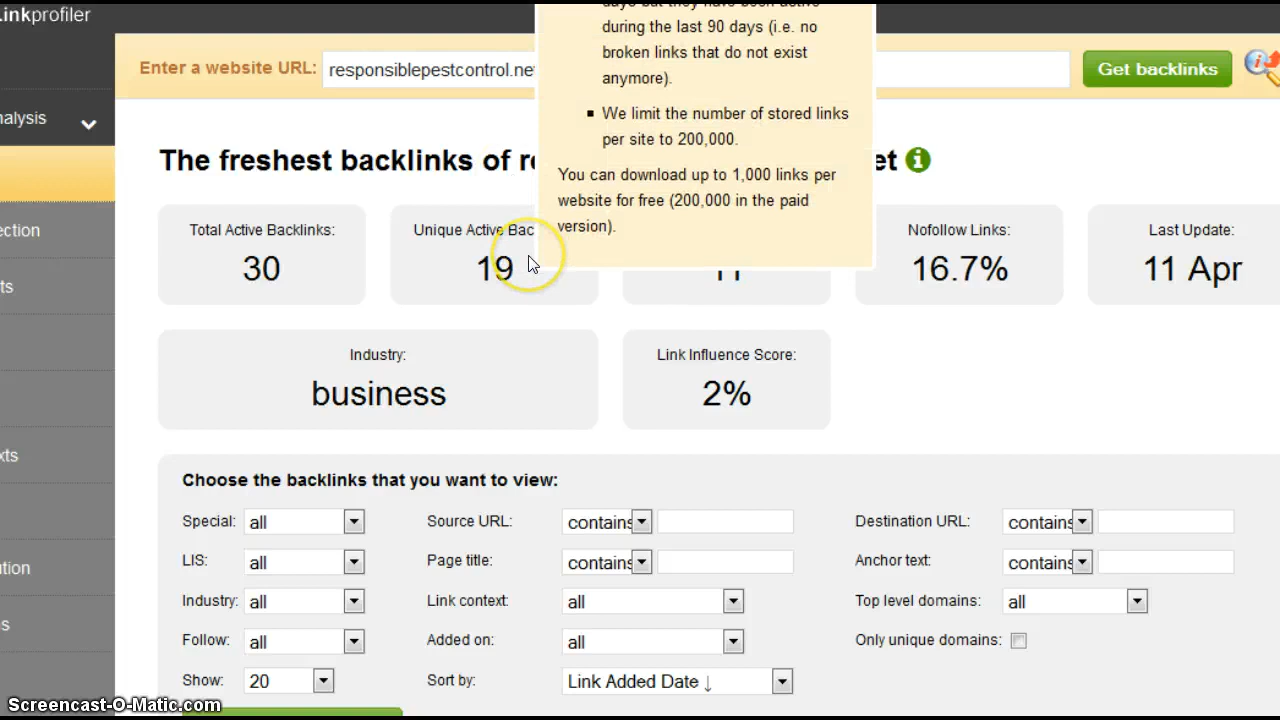 Linkprofiler
days but they have been active
during the last 90 days (i.e. no
broken links that do not exist
anymore).
We limit the number of stored links
per site to 200,000.
You can download up to 1,000 links per
website for free (200,000 in the paid
version).
Enter a website URL: responsiblepestcontrol.ne
Get backlinks
nalysis
ection
ts
xts
tion
s
The freshest backlinks of re
et
Total Active Backlinks:
30
Unique Active Bac
19
11
Nofollow Links:
16.7%
Last Update:
11 Apr
Industry:
business
Link Influence Score:
2%
Choose the backlinks that you want to view:
Special: all Source URL: contains Destination URL: contains
LIS: all Page title: contains Anchor text: contains
Industry: all Link context: all Top level domains: all
Follow: all Added on: all Only unique domains:
Show: 20 Sort by: Link Added Date ↓
Screencast-O-Matic.com